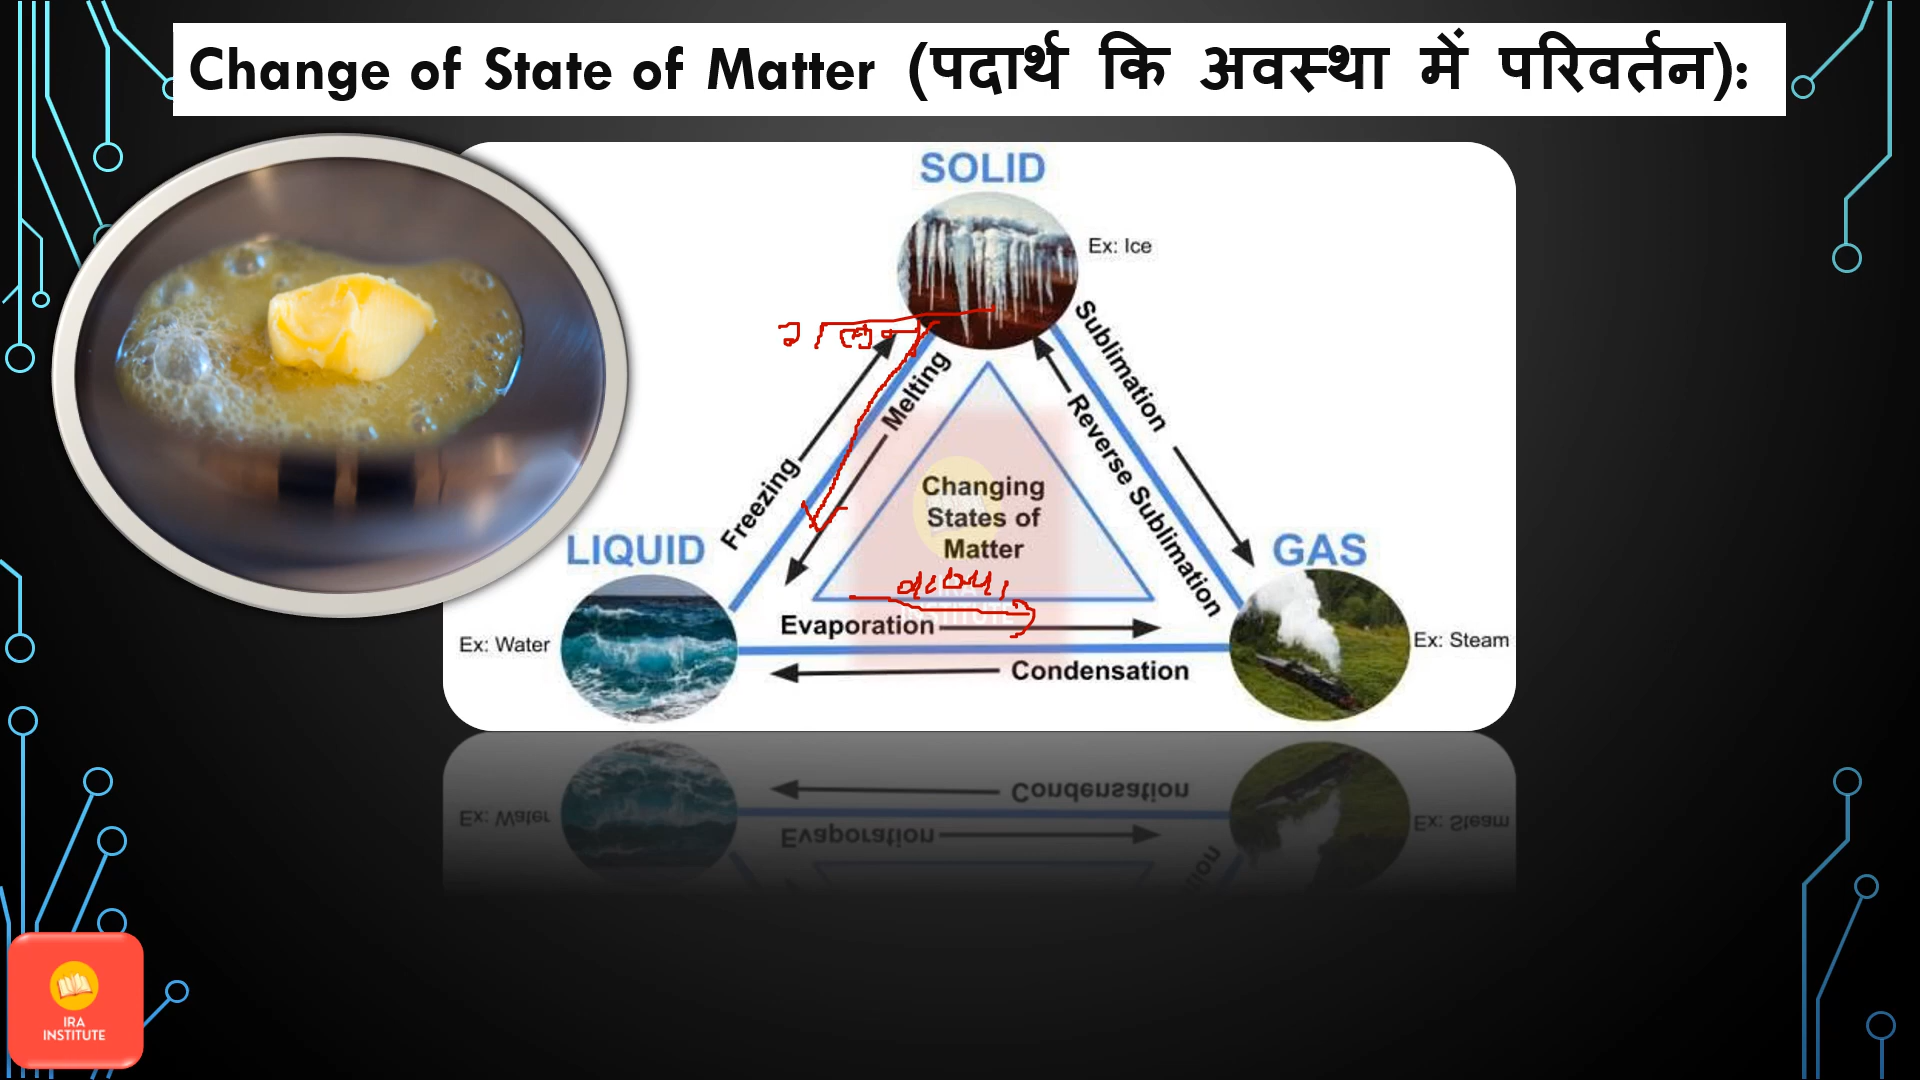 Change of State of Matter (पदार्थ कि अवस्था में परिवर्तन):
SOLID
Ex: Ice
Sublimation
Reverse Sublimation
Melting
Freezing
Changing
States of
Matter
LIQUID
GAS
Evaporation
Ex: Water
Ex: Steam
Condensation
IRA
INSTITUTE